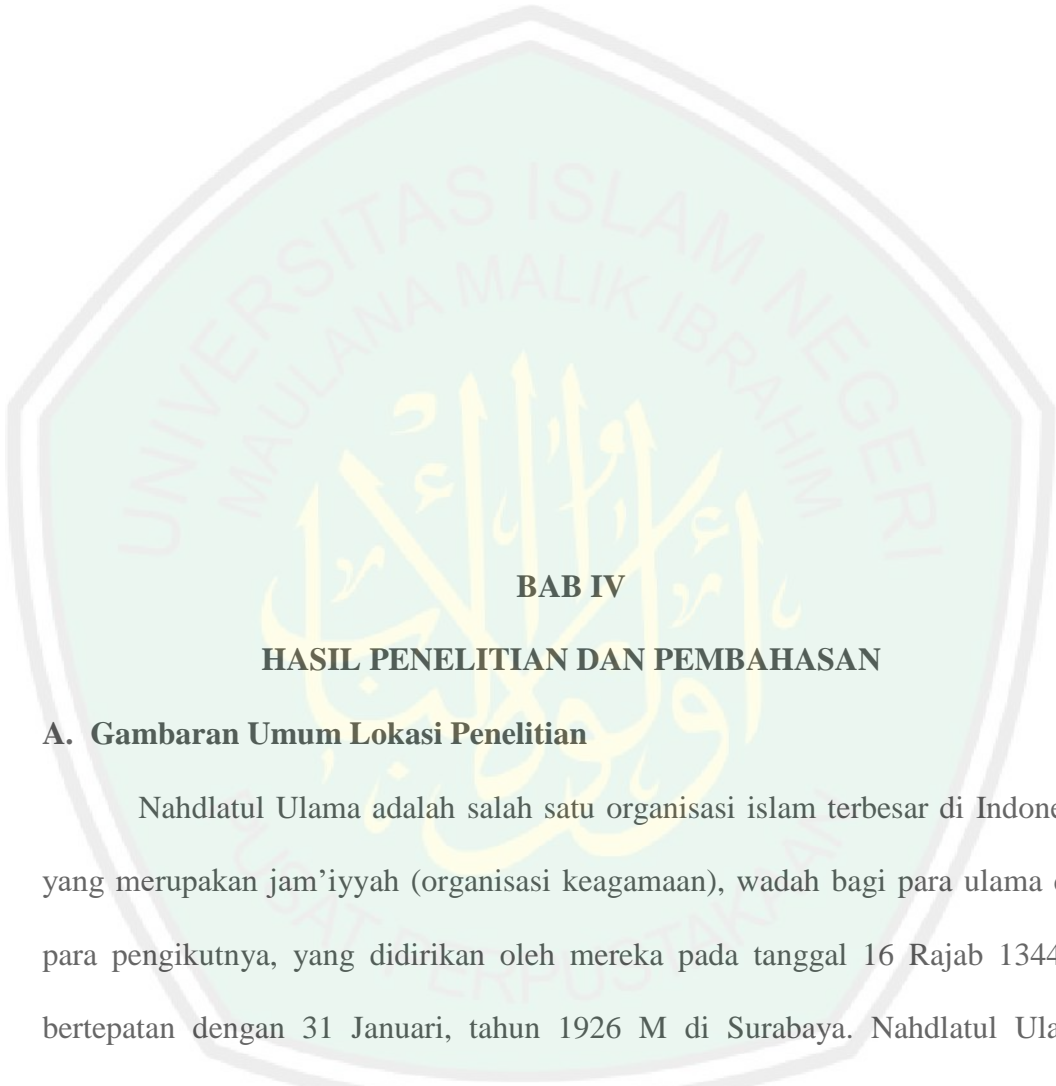 UNIVERSITAS ISLAM NEGERI
MAULANA MALIK IBRAHIM
BAB IV
HASIL PENELITIAN DAN PEMBAHASAN
A. Gambaran Umum Lokasi Penelitian
Nahdlatul Ulama adalah salah satu organisasi islam terbesar di Indone
yang merupakan jam’iyyah (organisasi keagamaan), wadah bagi para ulama
para pengikutnya, yang didirikan oleh mereka pada tanggal 16 Rajab 1344
bertepatan dengan 31 Januari, tahun 1926 M di Surabaya. Nahdlatul Ula
PUSAT PERPUSTAKAAN